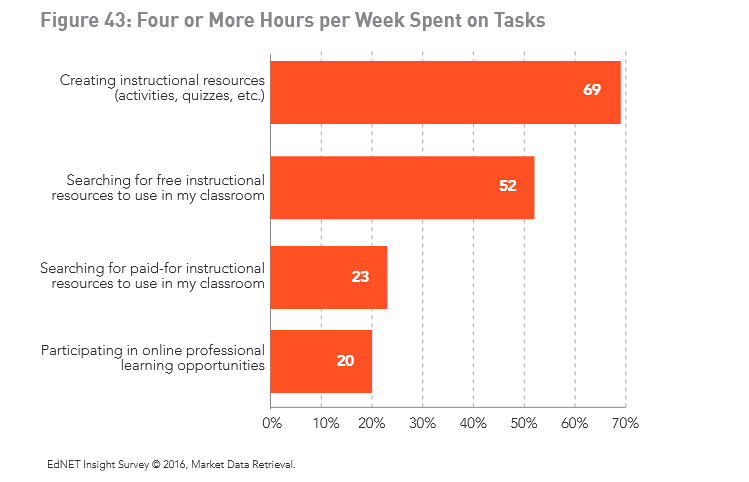 Figure 43: Four or More Hours per Week Spent on Tasks
Creating instructional resources
(activities, quizzes, etc.)
69
Searching for free instructional
resources to use in my classroom
52
Searching for paid-for instructional
resources to use in my classroom
23
Participating in online professional
learning opportunities
20
0% 10% 20% 30% 40% 50% 60% 70%
EdNET Insight Survey © 2016, Market Data Retrieval.